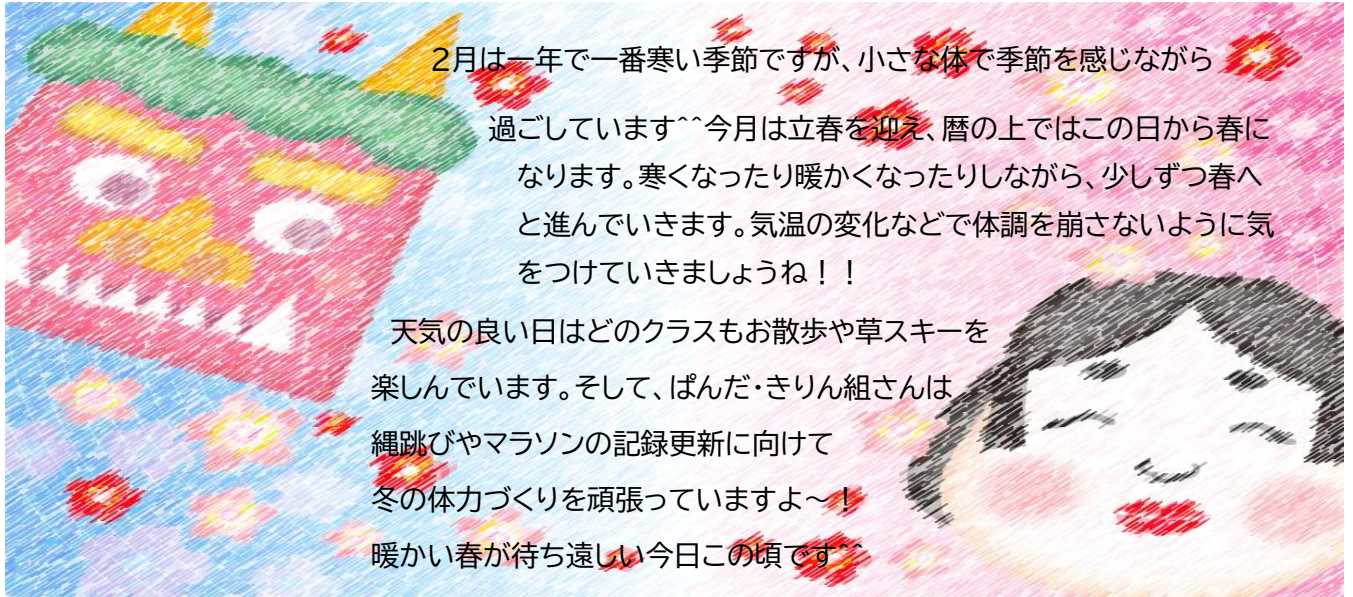 2月は一年で一番寒い季節ですが、小さな体で季節を感じながら
過ごしています^^今月は立春を迎え、暦の上ではこの日から春に
なります。寒くなったり暖かくなったりしながら、少しずつ春へ
と進んでいきます。気温の変化などで体調を崩さないように気
をつけていきましょうね！！
天気の良い日はどのクラスもお散歩や草スキーを
楽しんでいます。そして、ぱんだ・きりん組さんは
縄跳びやマラソンの記録更新に向けて
冬の体力づくりを頑張っていますよ～！
暖かい春が待ち遠しい今日この頃です^^